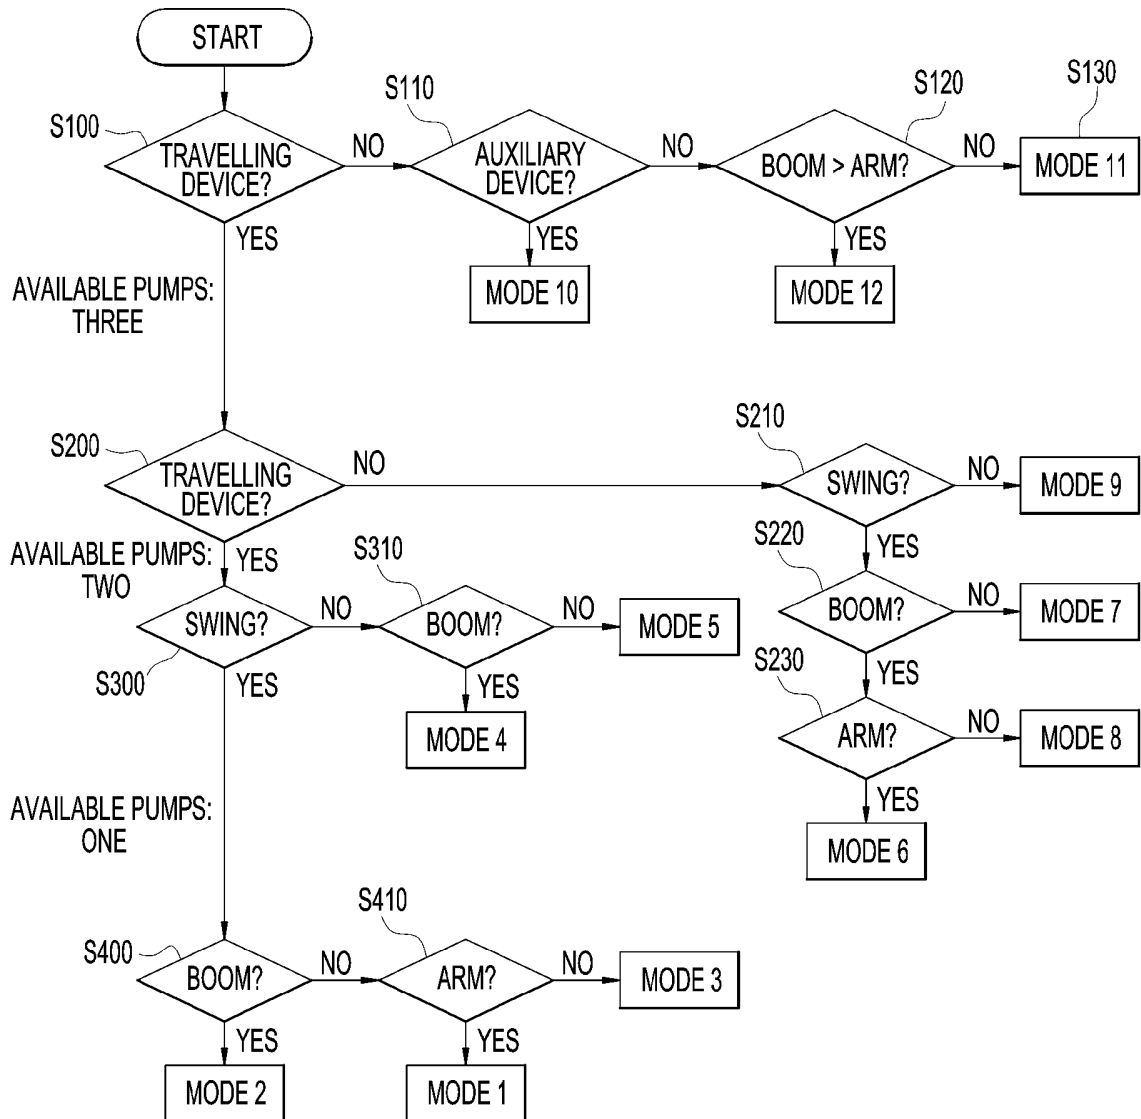 START
S100
TRAVELLING
DEVICE?
NO
YES
S110
AUXILIARY
DEVICE?
NO
YES
MODE 10
S120
BOOM > ARM?
NO
YES
MODE 12
S130
MODE 11
AVAILABLE PUMPS:
THREE
S200
TRAVELLING
DEVICE?
NO
YES
S210
SWING?
NO
MODE 9
YES
S220
BOOM?
NO
MODE 7
YES
S230
ARM?
NO
MODE 8
YES
MODE 6
AVAILABLE PUMPS:
TWO
SWING?
S300
NO
YES
S310
BOOM?
NO
MODE 5
YES
MODE 4
AVAILABLE PUMPS:
ONE
S400
BOOM?
NO
YES
MODE 2
S410
ARM?
NO
MODE 3
YES
MODE 1